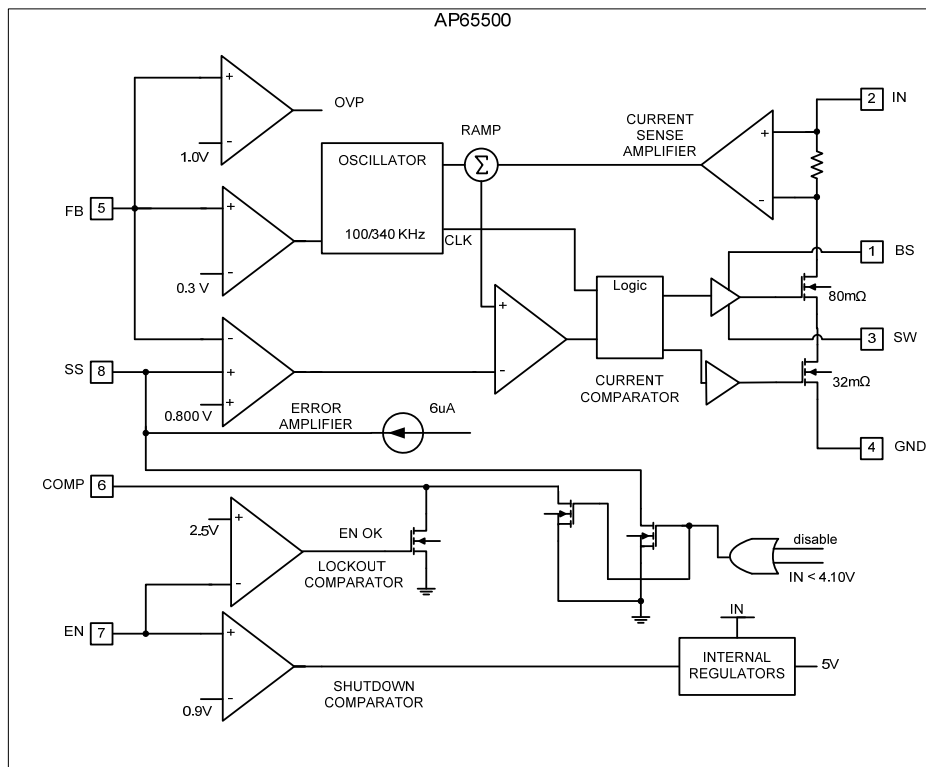 AP65500
+
OVP
-
1.0V
2
IN
CURRENT
SENSE
AMPLIFIER
+
-
RAMP
Σ
OSCILLATOR
100/340 KHz
CLK
FB
5
+
-
0.3 V
1
BS
Logic
80mΩ
+
-
3
SW
SS
8
-
+
+
0.800 V
ERROR
AMPLIFIER
6uA
CURRENT
COMPARATOR
32mΩ
4
GND
COMP
6
2.5V
+
-
EN OK
LOCKOUT
COMPARATOR
disable
IN < 4.10V
EN
7
+
-
0.9V
SHUTDOWN
COMPARATOR
IN
INTERNAL
REGULATORS
5V